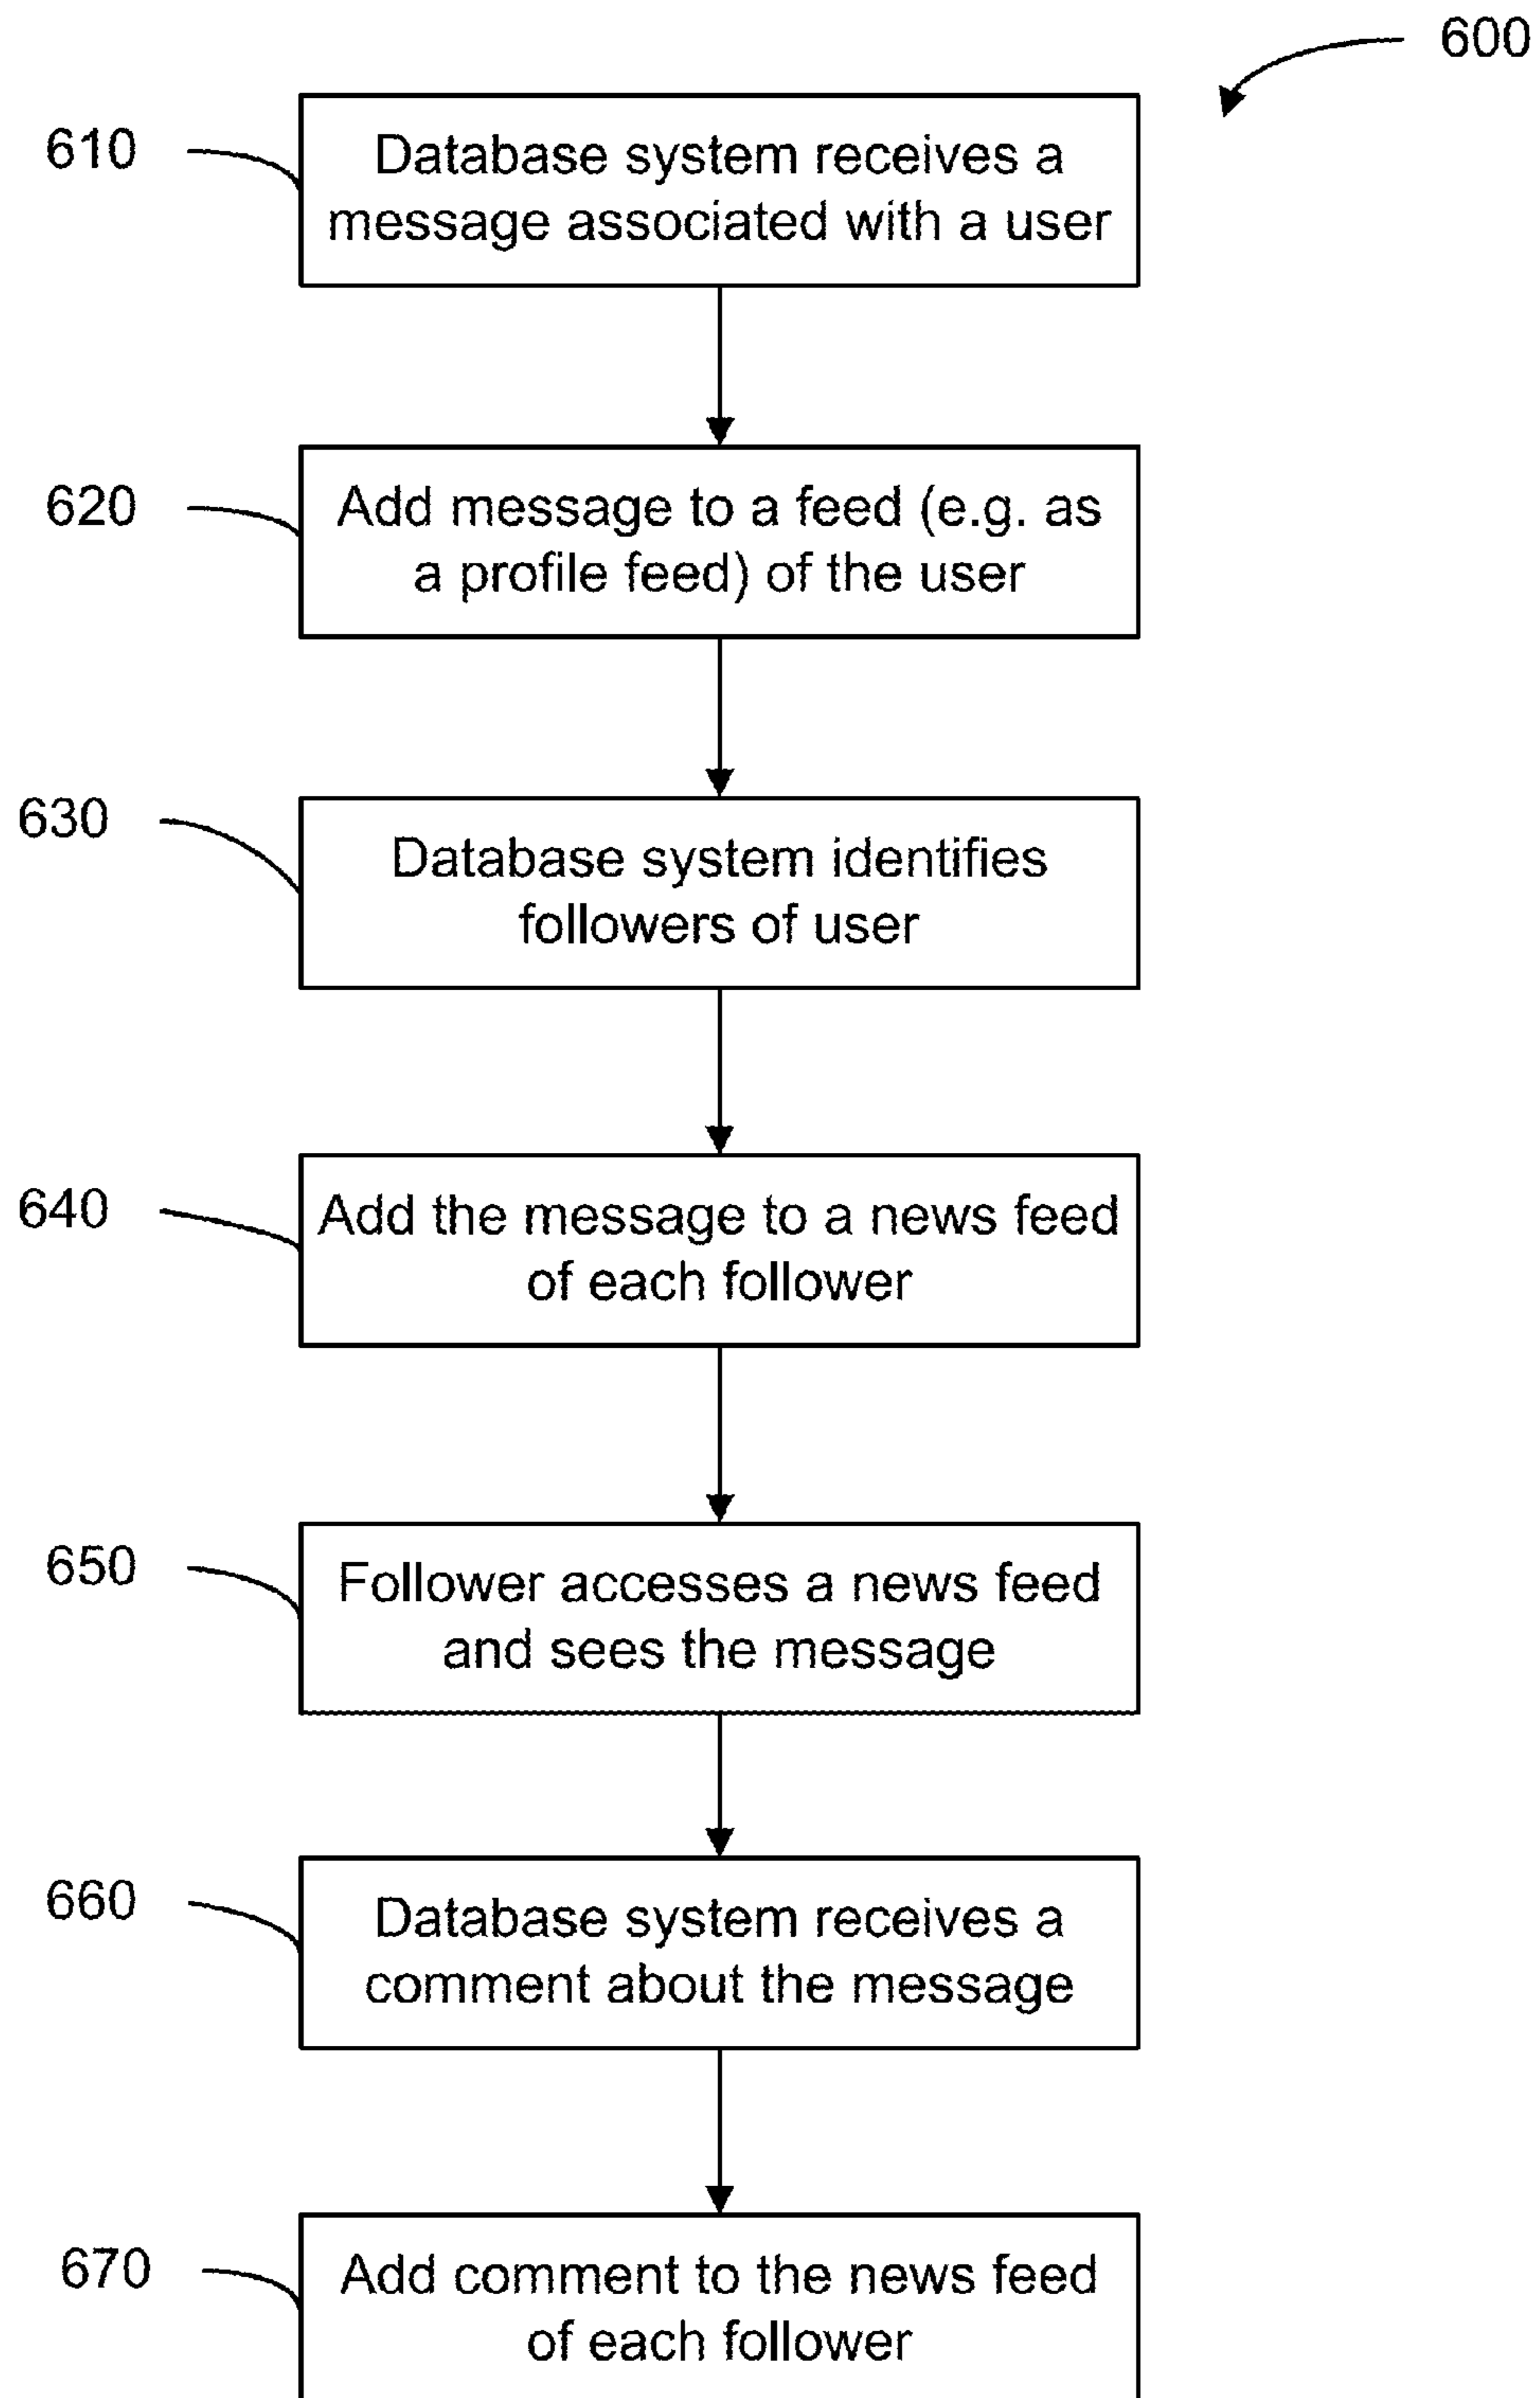 600
610
Database system receives a
message associated with a user
620
Add message to a feed (e.g. as
a profile feed) of the user
630
Database system identifies
followers of user
640
Add the message to a news feed
of each follower
650
Follower accesses a news feed
and sees the message
660
Database system receives a
comment about the message
670
Add comment to the news feed
of each follower